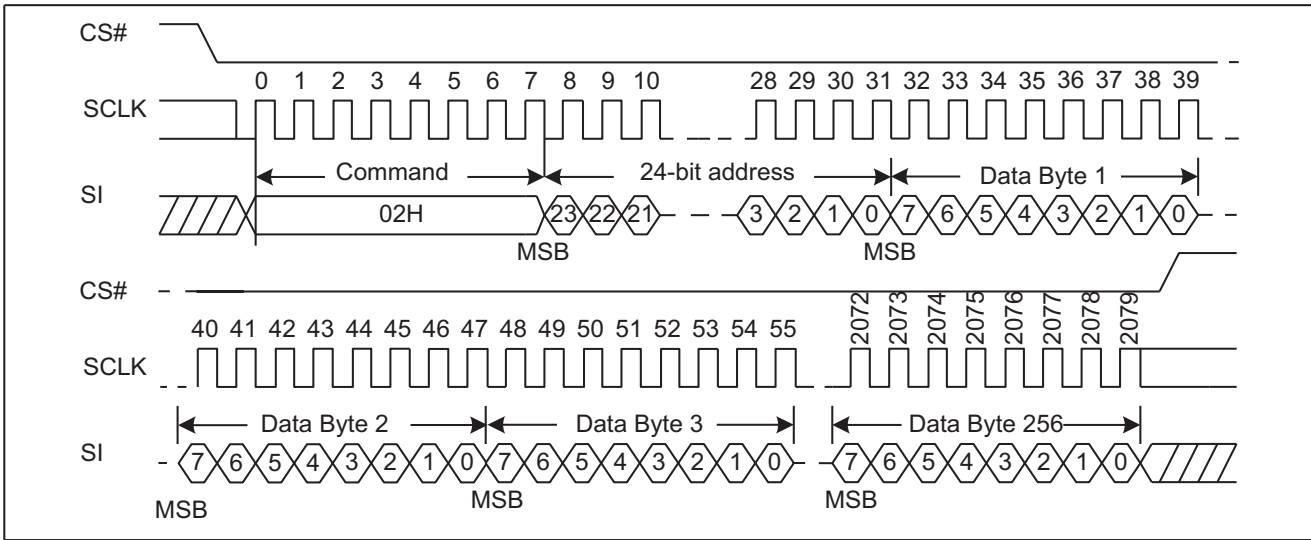 CS#
0 1 2 3 4 5 6 7 8 9 10 28 29 30 31 32 33 34 35 36 37 38 39
SCLK
Command 24-bit address Data Byte 1
SI
02H 23 22 21 3 2 1 0 7 6 5 4 3 2 1 0
MSB MSB
CS#
40 41 42 43 44 45 46 47 48 49 50 51 52 53 54 55 2072 2073 2074 2075 2076 2077 2078 2079
SCLK
Data Byte 2 Data Byte 3 Data Byte 256
SI
7 6 5 4 3 2 1 0 7 6 5 4 3 2 1 0 7 6 5 4 3 2 1 0
MSB MSB MSB